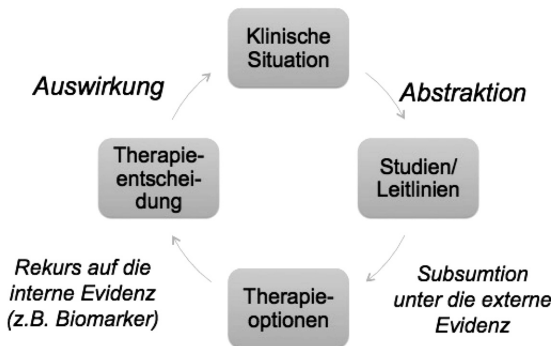 Klinische
Situation
Auswirkung
Abstraktion
Therapie-
entschei-
dung
Studien/
Leitlinien
Rekurs auf die
interne Evidenz
(z.B. Biomarker)
Therapie-
optionen
Subsumtion
unter die externe
Evidenz